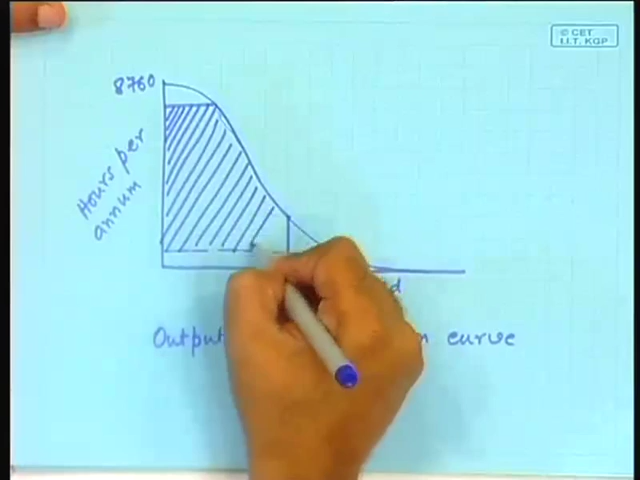 © CET
I.I.T. KGP
8760
Hours per
annum
Output
curve